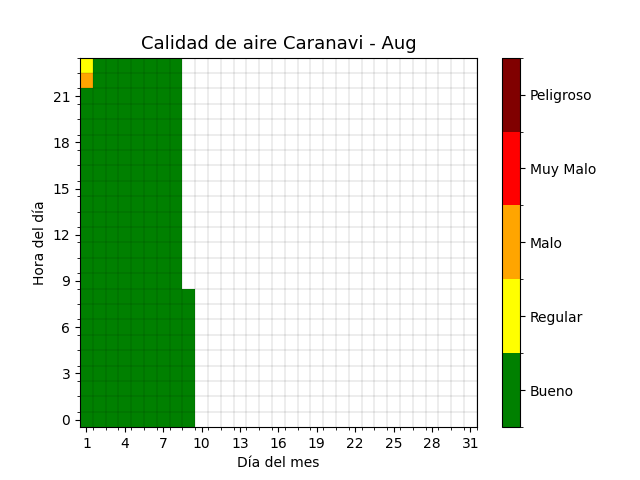 Calidad de aire Caranavi - Aug
Hora del día
21
18
15
12
9
6
3
0
1 4 7 10 13 16 19 22 25 28 31
Día del mes
Peligroso
Muy Malo
Malo
Regular
Bueno